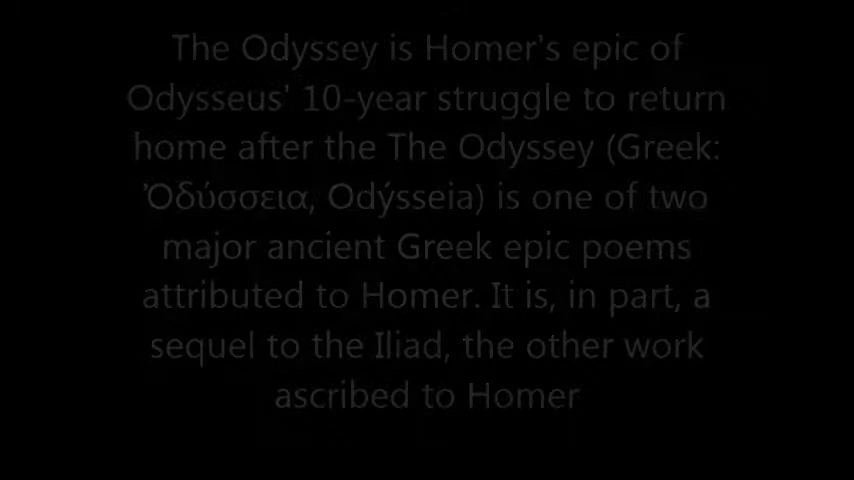 The Odyssey is Homer's epic of
Odysseus' 10-year struggle to return
home after the The Odyssey (Greek:
Ὀδύσσεια, Odýsseia) is one of two
major ancient Greek epic poems
attributed to Homer. It is, in part, a
sequel to the Iliad, the other work
ascribed to Homer